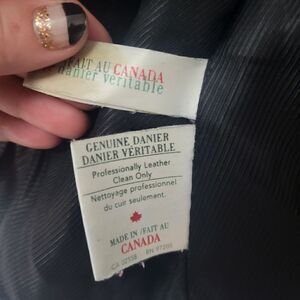 FAIT AU CANADA
Danier véritable
GENUINE DANIER
DANIER VÉRITABLE
Professionally Leather
Clean Only
Nettoyage professionnel
du cuir seulement.
MADE IN / FAIT AU
CANADA